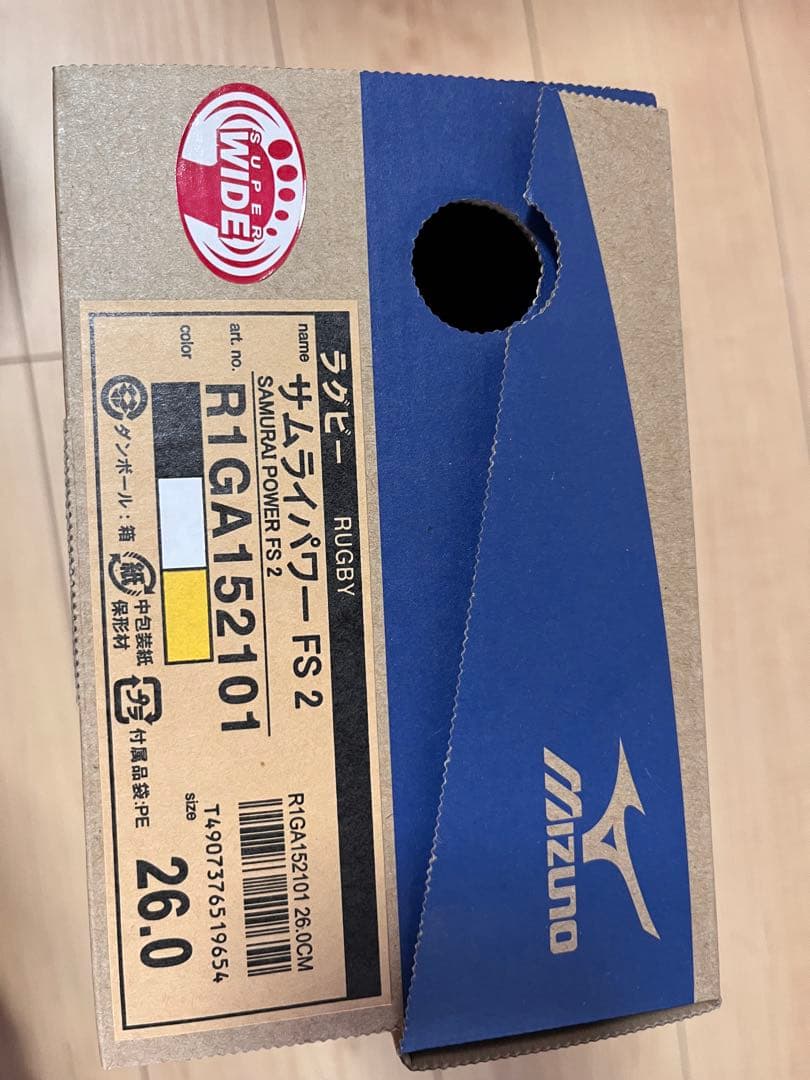 SUPER
WIDE
ラグビー RUGBY
name サムライパワー FS 2
SAMURAI POWER FS 2
art. no. R1GA152101
color
R1GA152101 26.0CM
T4907376519654
size 26.0
ダンボール:箱
紙
中包装紙
保形材
プラ
付属品袋:PE
MIZUNO